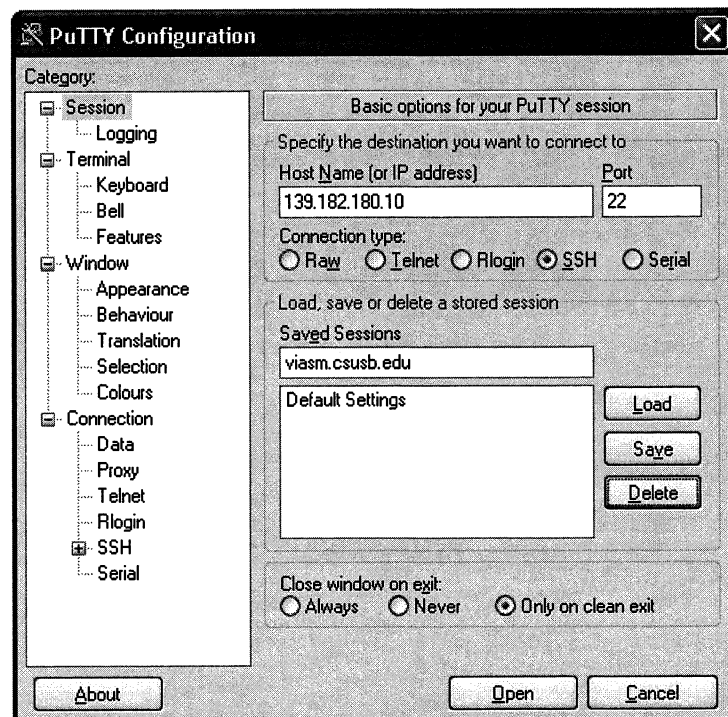 PuTTY Configuration
Category:
Session
Logging
Terminal
Keyboard
Bell
Features
Window
Appearance
Behaviour
Translation
Selection
Colours
Connection
Data
Proxy
Telnet
Rlogin
SSH
Serial
Basic options for your PuTTY session
Specify the destination you want to connect to
Host Name (or IP address) Port
139.182.180.10 22
Connection type:
Raw Telnet Rlogin SSH Serial
Load, save or delete a stored session
Saved Sessions
viasm.csusb.edu
Default Settings
Load
Save
Delete
Close window on exit:
Always Never Only on clean exit
About Open Cancel